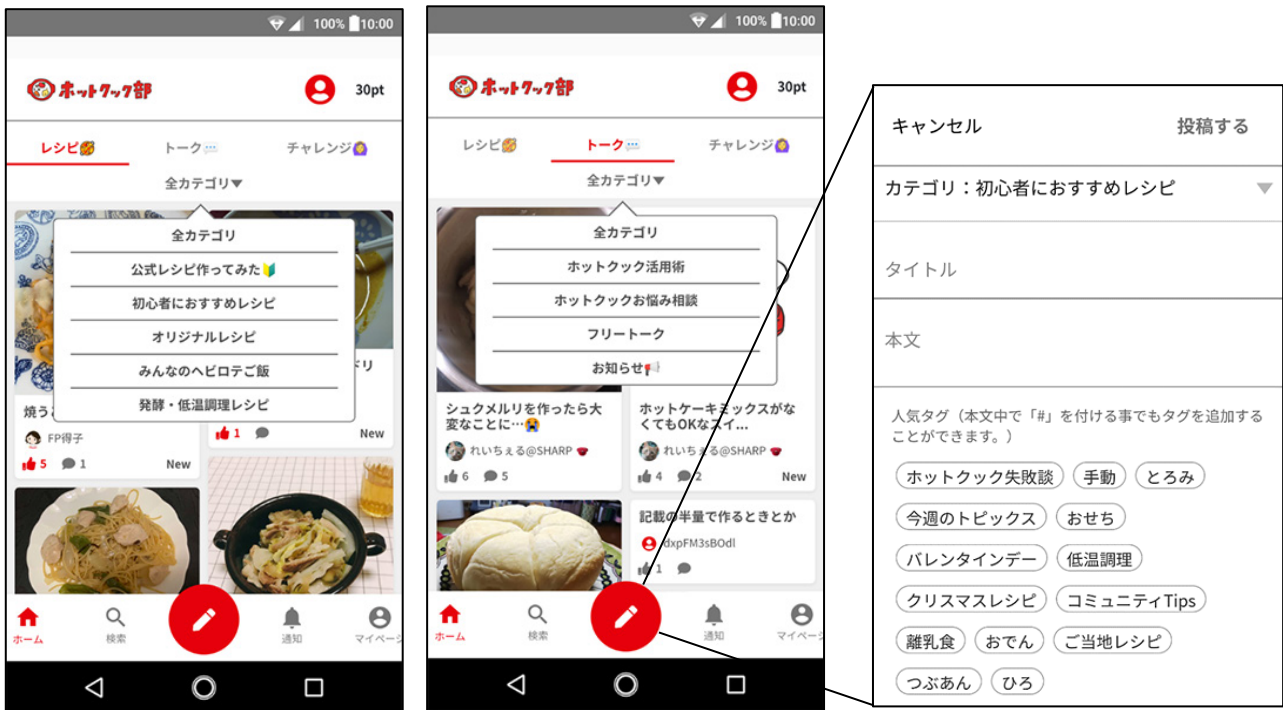 100% 10:00
ホットクック部
30pt
レシピ🥘
トーク💬
チャレンジ🙆
全カテゴリ▼
全カテゴリ
公式レシピ作ってみた🔰
初心者におすすめレシピ
オリジナルレシピ
みんなのヘビロテご飯
発酵・低温調理レシピ
ドリ
焼う
FP得子
5
1
New
1
New
ホーム
検索
通知
マイページ
100% 10:00
ホットクック部
30pt
レシピ🥘
トーク💬
チャレンジ🙆
全カテゴリ▼
全カテゴリ
ホットクック活用術
ホットクックお悩み相談
フリートーク
お知らせ📢
シュクメルリを作ったら大
変なことに…😭
れいちぇる@SHARP
6
5
ホットケーキミックスがな
くてもOKなスイ...
れいちぇる@SHARP
4
2
New
記載の半量で作るときとか
dxpFM3sBOdl
1
ホーム
検索
通知
マイページ
キャンセル
投稿する
カテゴリ：初心者におすすめレシピ
タイトル
本文
人気タグ（本文中で「#」を付ける事でもタグを追加する
ことができます。）
ホットクック失敗談
手動
とろみ
今週のトピックス
おせち
バレンタインデー
低温調理
クリスマスレシピ
コミュニティTips
離乳食
おでん
ご当地レシピ
つぶあん
ひろ